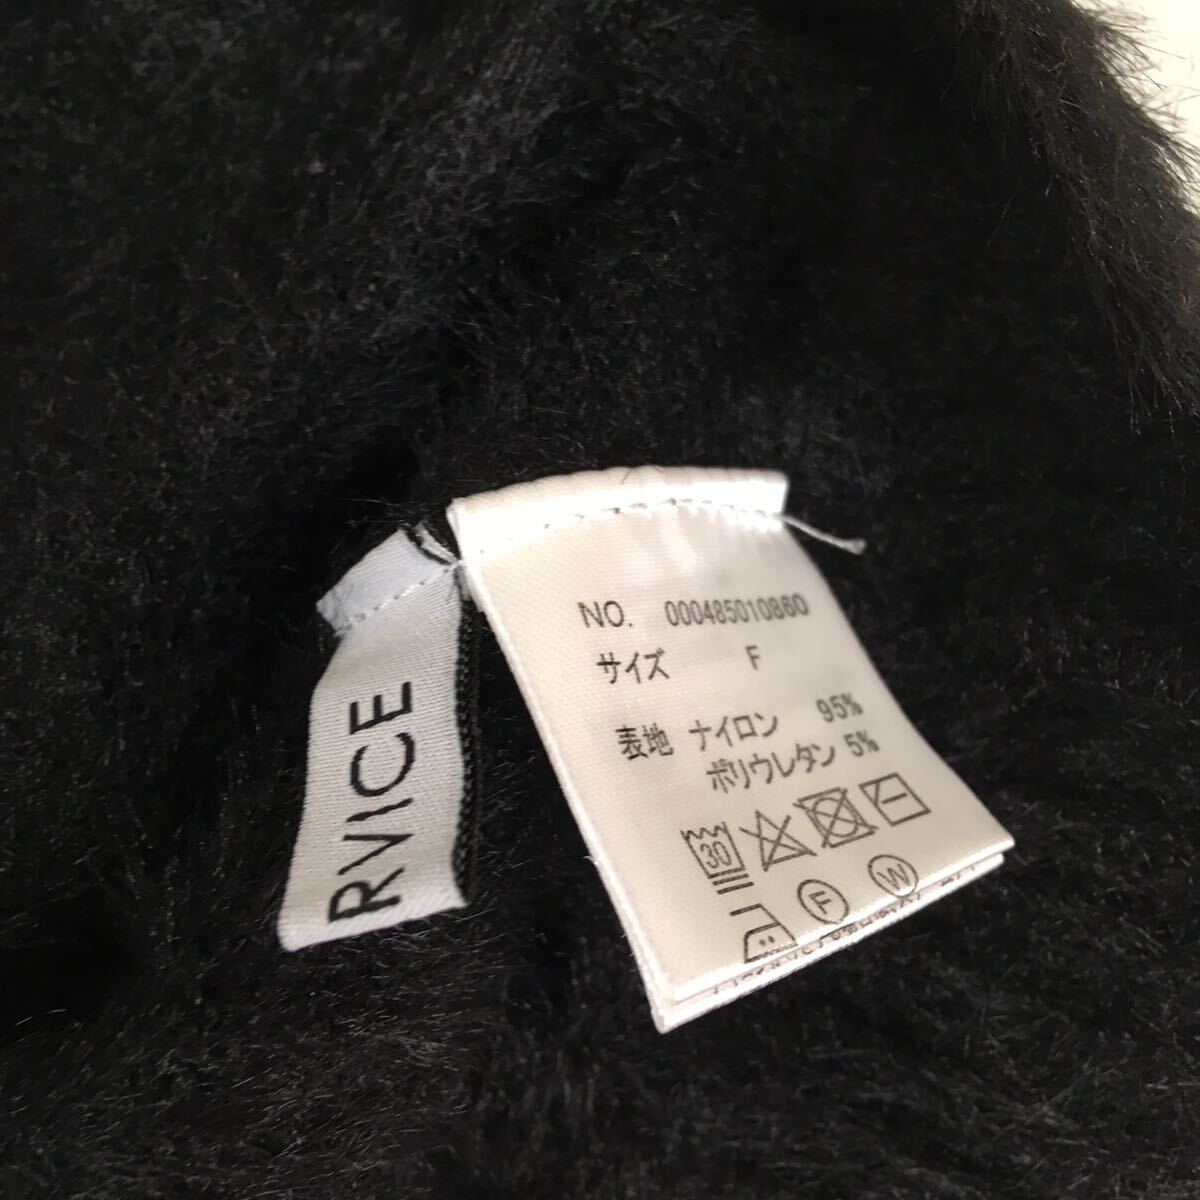 RVICE
NO. 000485010860
サイズ F
表地 ナイロン 95%
ポリウレタン 5%
30
F W